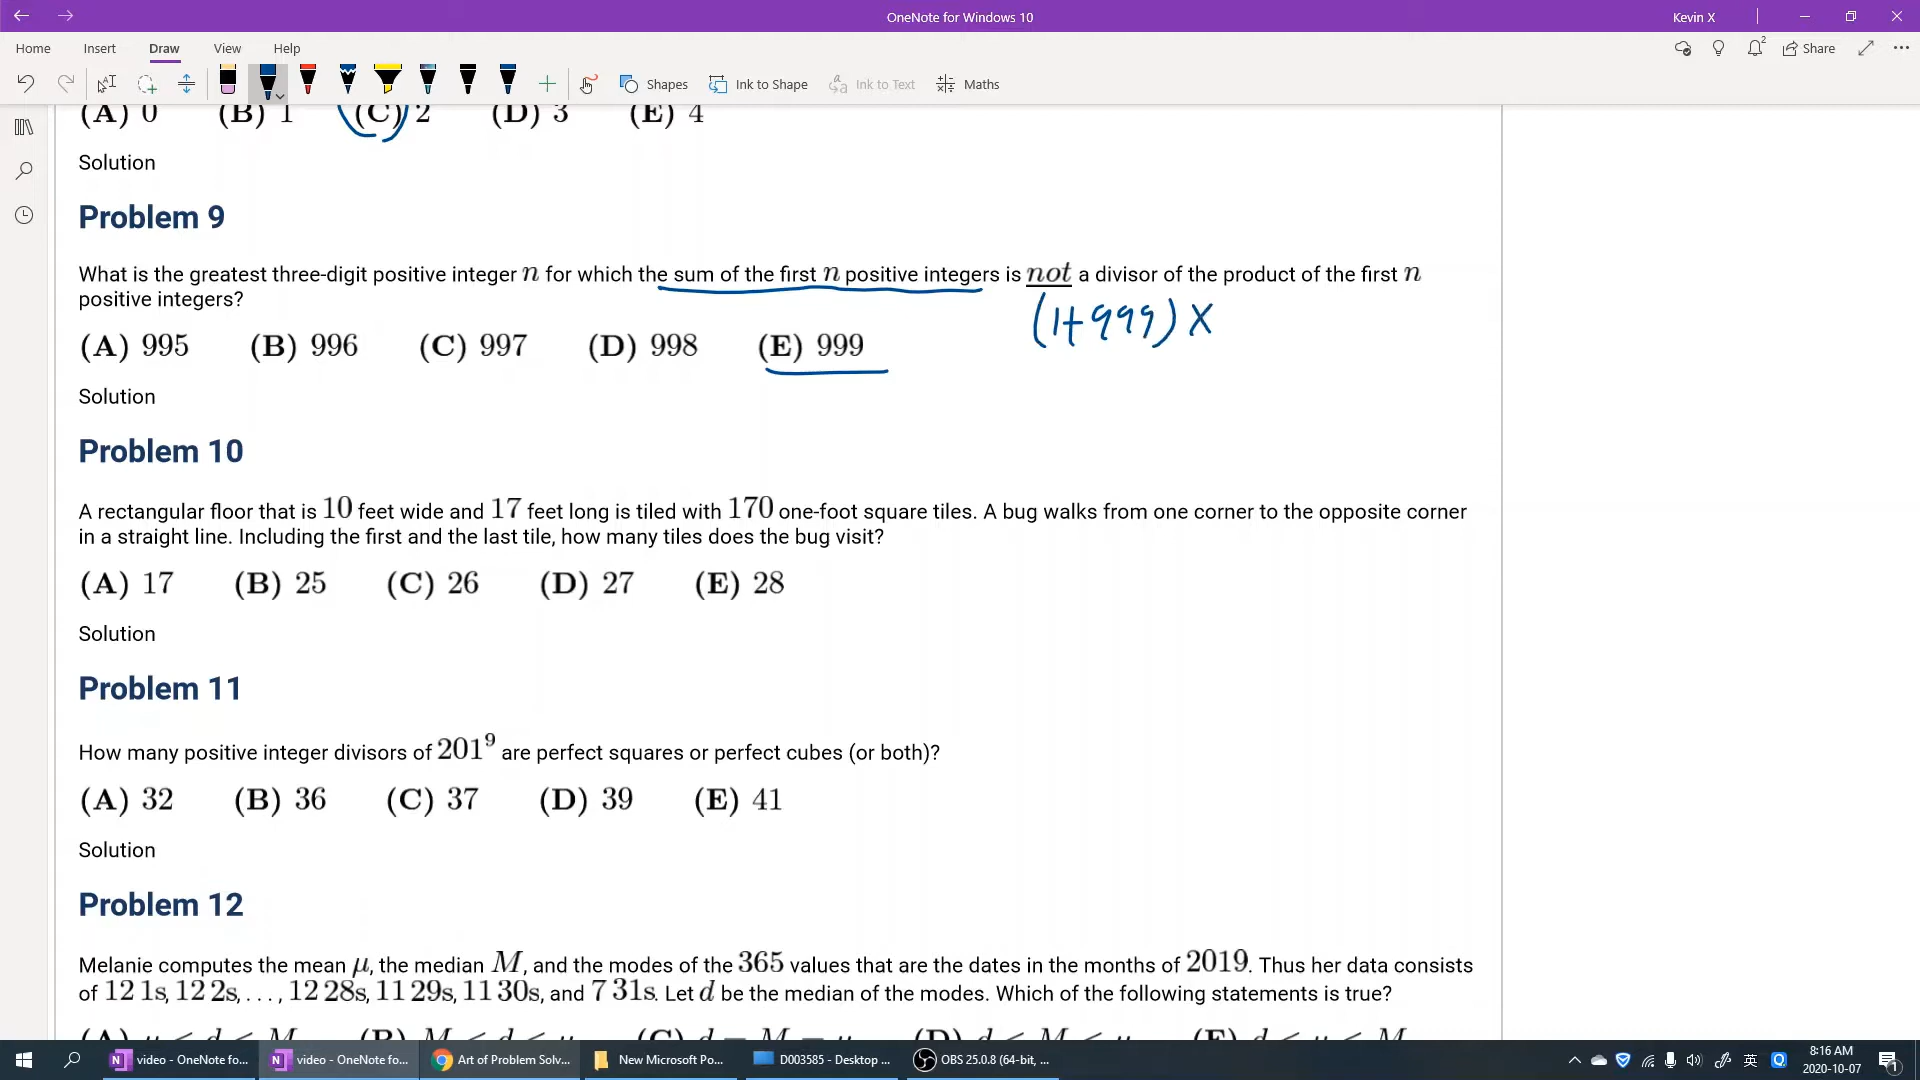 OneNote for Windows 10
Kevin X
Home Insert Draw View Help
Share
Shapes Ink to Shape Ink to Text Maths
(A) 0 (B) 1 (C) 2 (D) 3 (E) 4
Solution
Problem 9
What is the greatest three-digit positive integer n for which the sum of the first n positive integers is not a divisor of the product of the first n
positive integers?
(1+999) X
(A) 995 (B) 996 (C) 997 (D) 998 (E) 999
Solution
Problem 10
A rectangular floor that is 10 feet wide and 17 feet long is tiled with 170 one-foot square tiles. A bug walks from one corner to the opposite corner
in a straight line. Including the first and the last tile, how many tiles does the bug visit?
(A) 17 (B) 25 (C) 26 (D) 27 (E) 28
Solution
Problem 11
How many positive integer divisors of 201⁹ are perfect squares or perfect cubes (or both)?
(A) 32 (B) 36 (C) 37 (D) 39 (E) 41
Solution
Problem 12
Melanie computes the mean μ, the median M, and the modes of the 365 values that are the dates in the months of 2019. Thus her data consists
of 12 1s, 12 2s, . . . , 12 28s, 11 29s, 11 30s, and 7 31s. Let d be the median of the modes. Which of the following statements is true?
(A) μ < d < M (B) M < d < μ (C) d = M = μ (D) d < M < μ (E) d < μ < M
video - OneNote fo... video - OneNote fo... Art of Problem Solv... New Microsoft Po... D003585 - Desktop ... OBS 25.0.8 (64-bit, ...
英
8:16 AM
2020-10-07